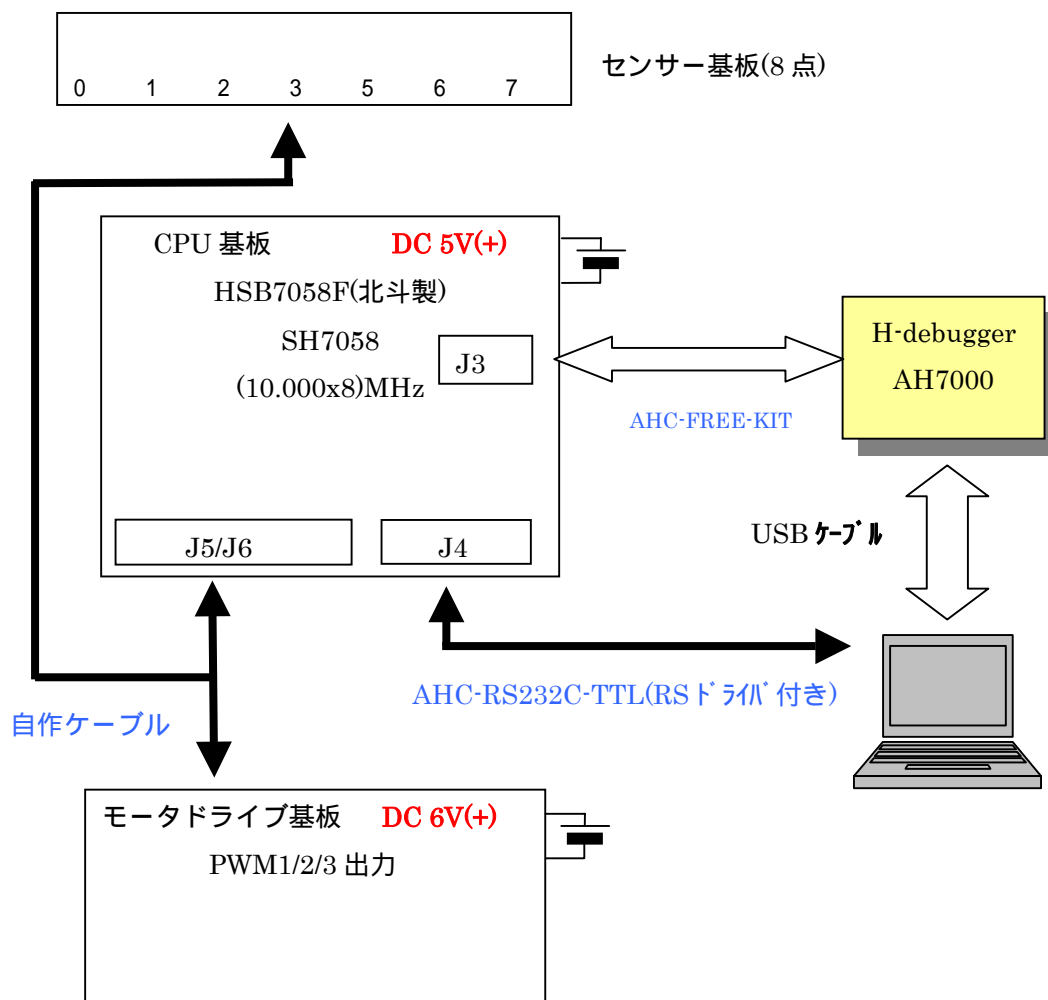 センサー基板(8 点)
0 1 2 3 5 6 7
CPU 基板 DC 5V(+)
HSB7058F(北斗製)
SH7058
J3
(10.000x8)MHz
H-debugger
AH7000
AHC-FREE-KIT
USB ｹｰﾌﾞﾙ
J5/J6
J4
AHC-RS232C-TTL(RS ﾄﾞﾗｲﾊﾞ付き)
自作ケーブル
モータドライブ基板 DC 6V(+)
PWM1/2/3 出力